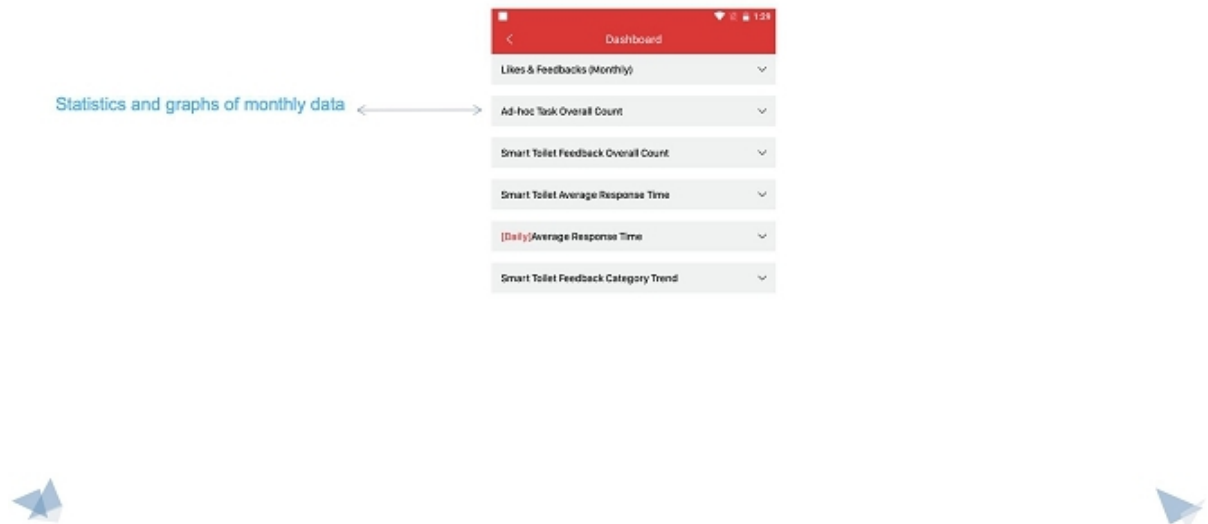 1:39
Dashboard
Likes & Feedbacks (Monthly)
Statistics and graphs of monthly data
Ad-hoc Task Overall Count
Smart Toilet Feedback Overall Count
Smart Toilet Average Response Time
[Daily]Average Response Time
Smart Toilet Feedback Category Trend